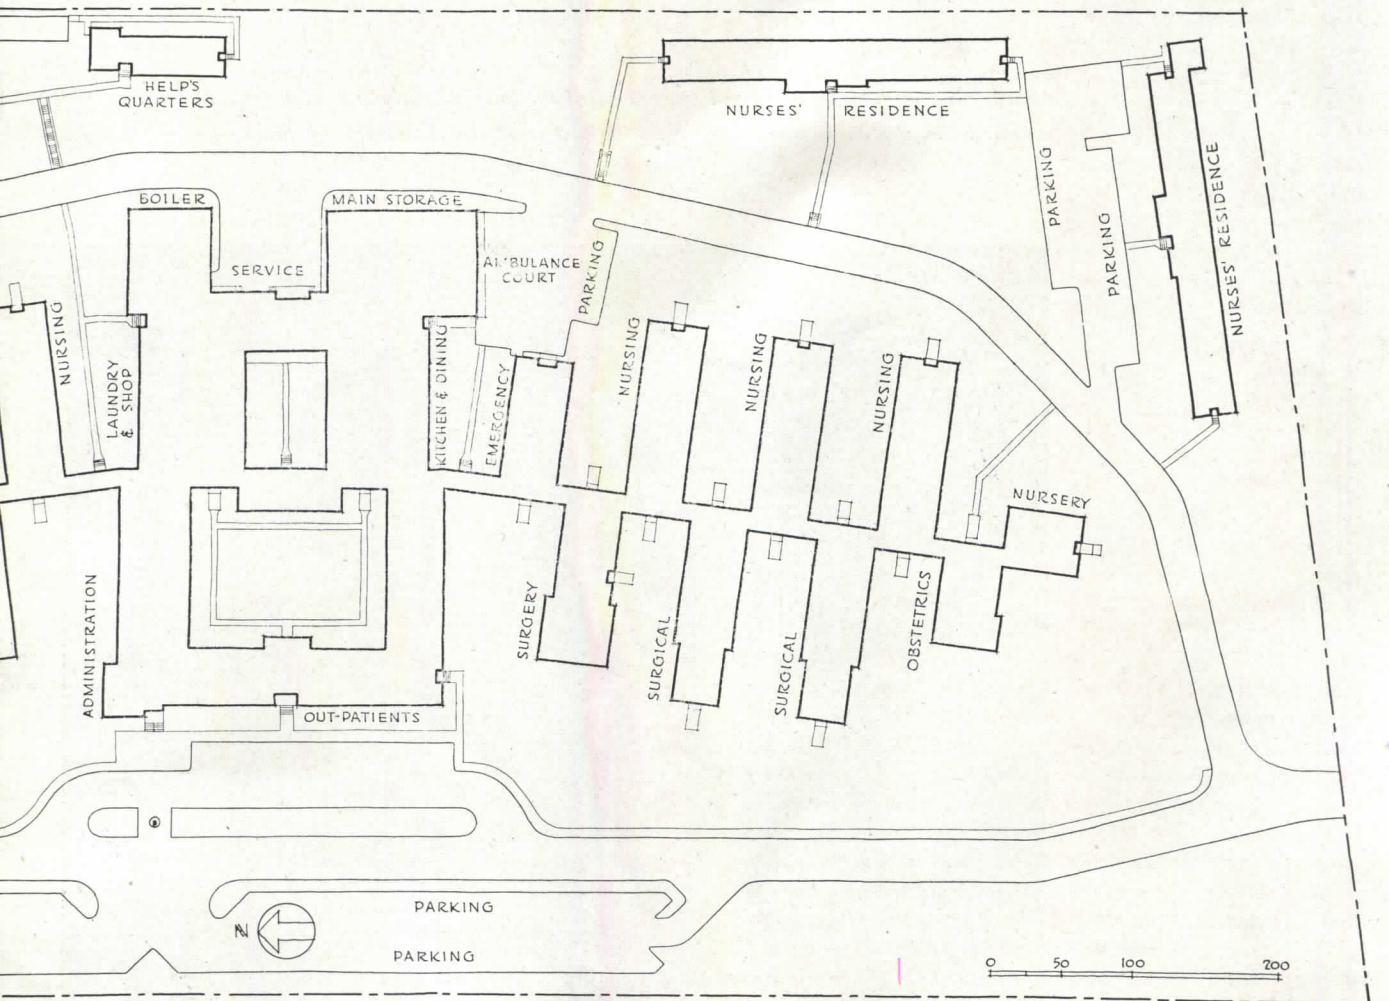 HELP'S
QUARTERS
NURSES' RESIDENCE
PARKING
PARKING
NURSES' RESIDENCE
BOILER
MAIN STORAGE
SERVICE
AMBULANCE
COURT
PARKING
NURSING
LAUNDRY
& SHOP
KITCHEN & DINING
EMERGENCY
NURSING
NURSING
NURSING
NURSERY
ADMINISTRATION
SURGERY
SURGICAL
SURGICAL
OBSTETRICS
OUT-PATIENTS
PARKING
N
PARKING
0 50 100 200